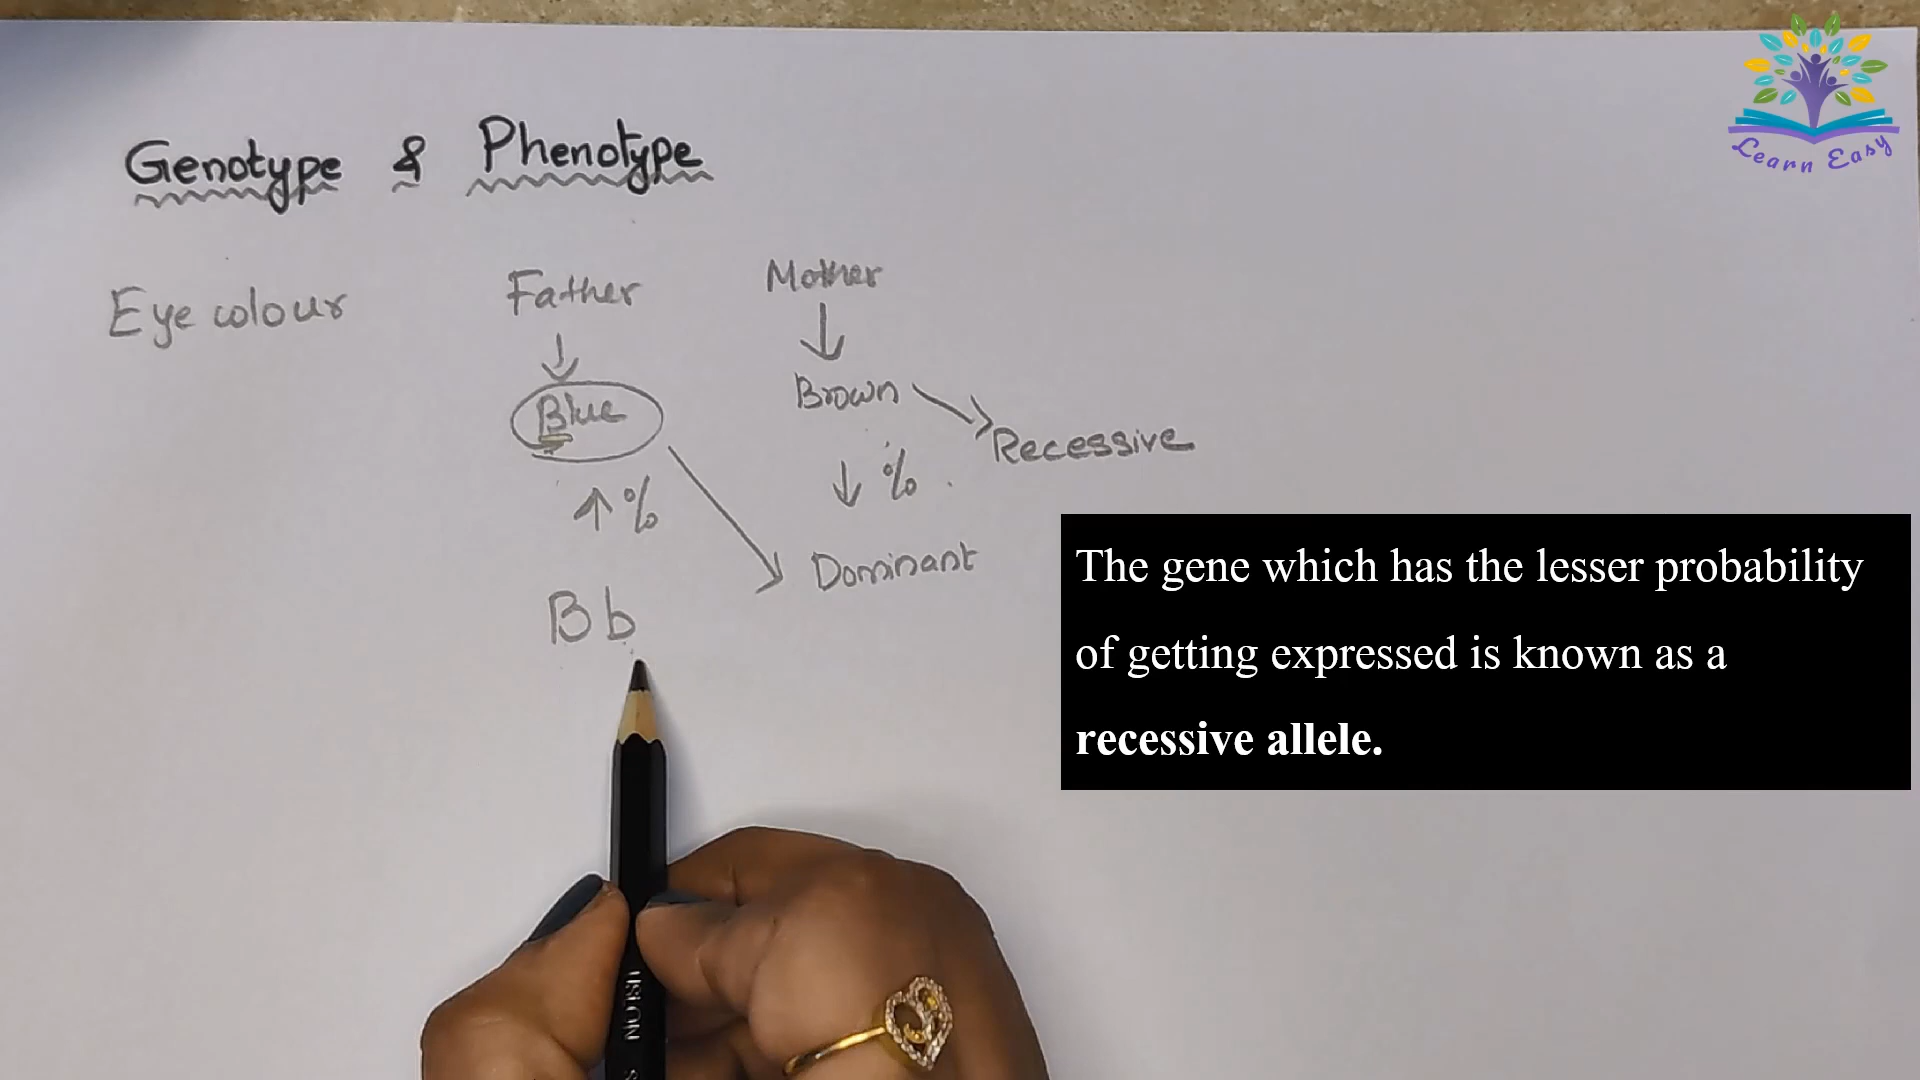 Learn Easy
Genotype & Phenotype
Eye colour Father Mother
Blue Brown
Recessive
↑ % ↓ %
Dominant
Bb
The gene which has the lesser probability
of getting expressed is known as a
recessive allele.
USLON